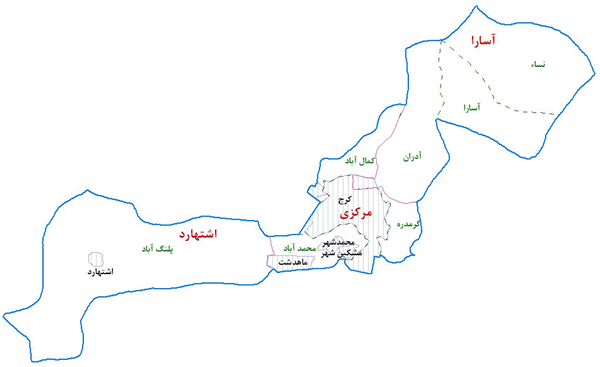 آسارا
نساء
آسارا
آدران
کمال آباد
کرج
مرکزی
گرمدره
اشتهارد
پلنگ آباد
محمد آباد
محمدشهر
مشکین شهر
ماهدشت
اشتهارد